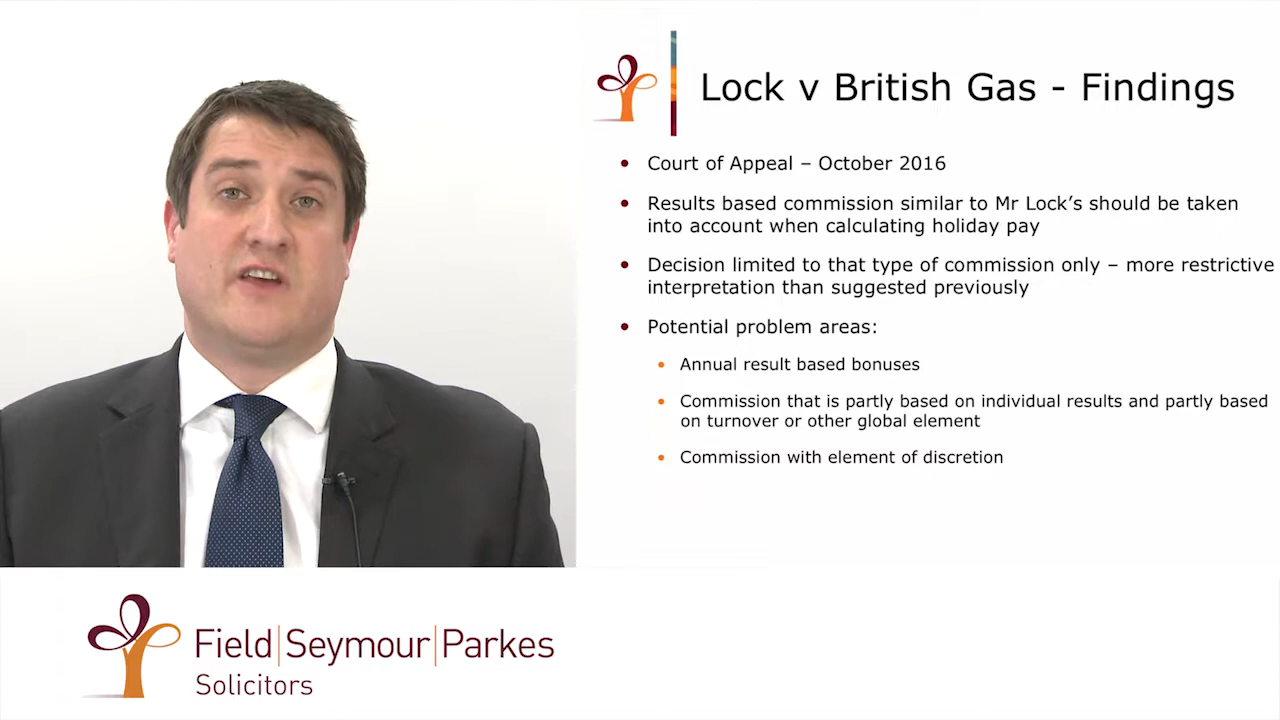 Lock v British Gas - Findings
• Court of Appeal – October 2016
• Results based commission similar to Mr Lock's should be taken
into account when calculating holiday pay
• Decision limited to that type of commission only – more restrictive
interpretation than suggested previously
• Potential problem areas:
• Annual result based bonuses
• Commission that is partly based on individual results and partly based
on turnover or other global element
• Commission with element of discretion
Field|Seymour|Parkes
Solicitors